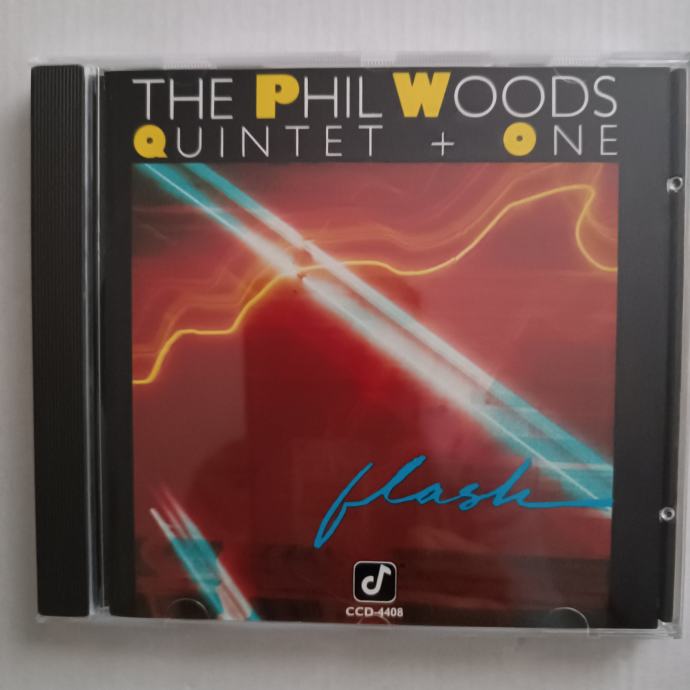 THE PHIL WOODS
QUINTET + ONE
flash
CCD-4408